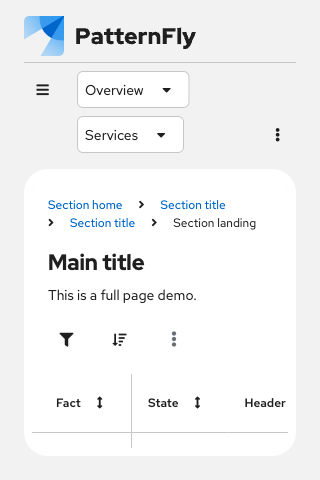 PatternFly
Overview
Services
Section home Section title
Section title Section landing
Main title
This is a full page demo.
Fact State Header